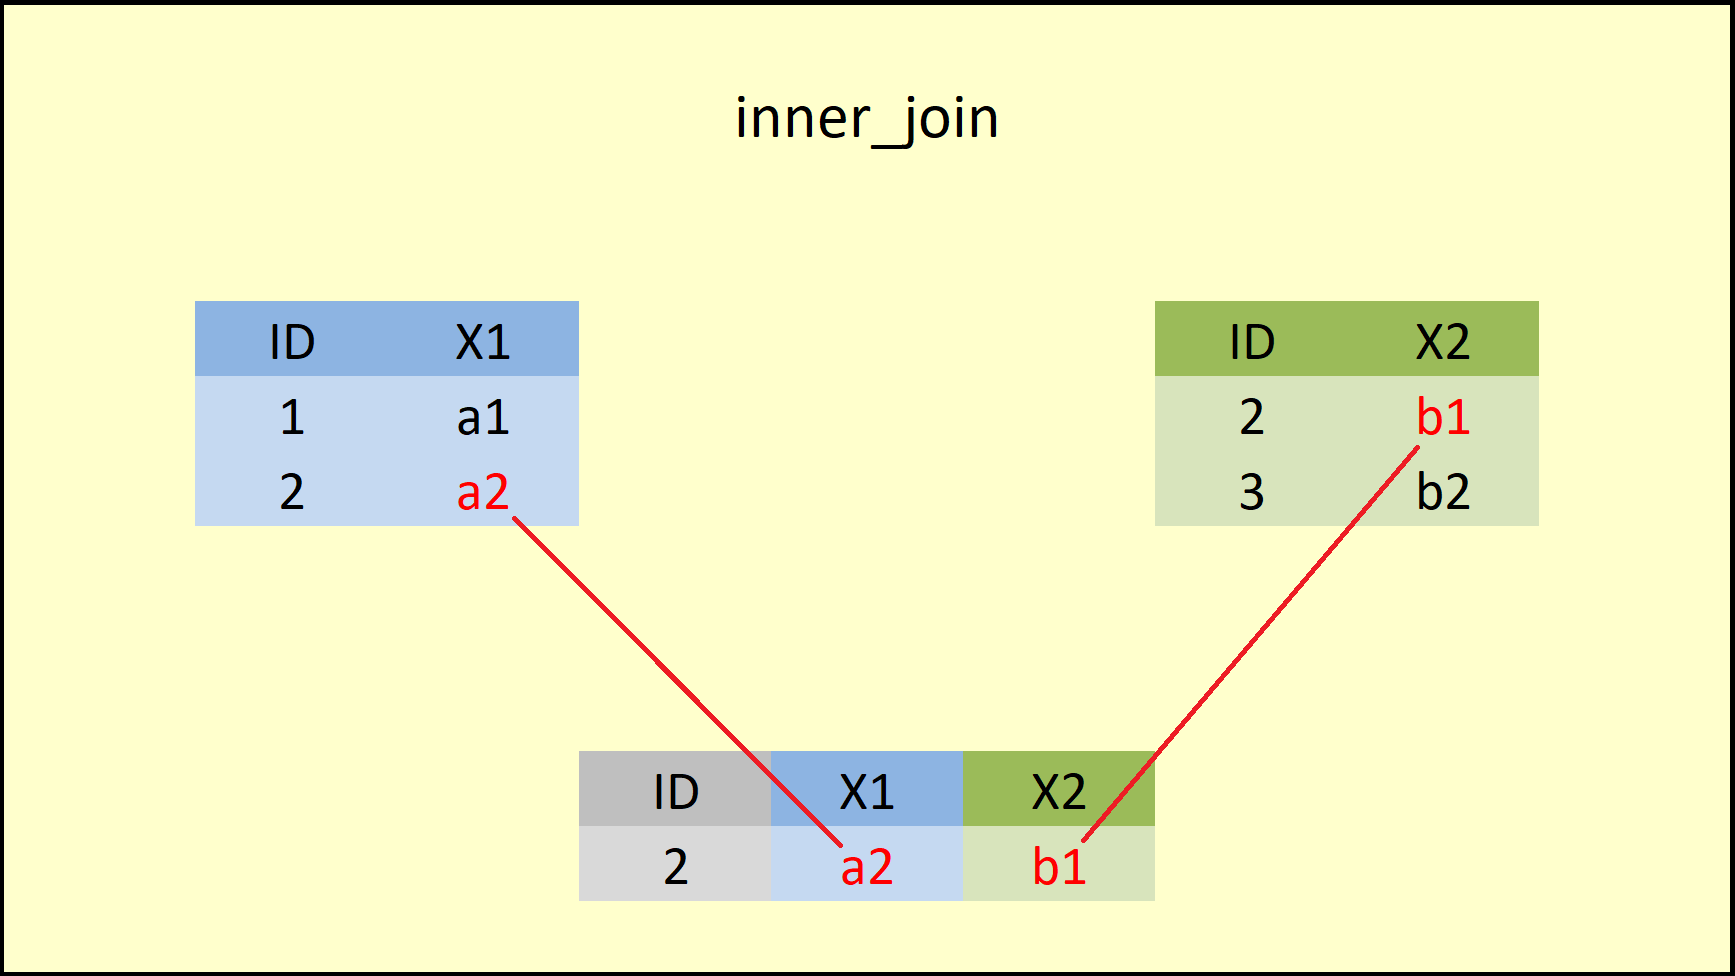 inner_join
ID X1
1 a1
2 a2
ID X2
2 b1
3 b2
ID X1 X2
2 a2 b1